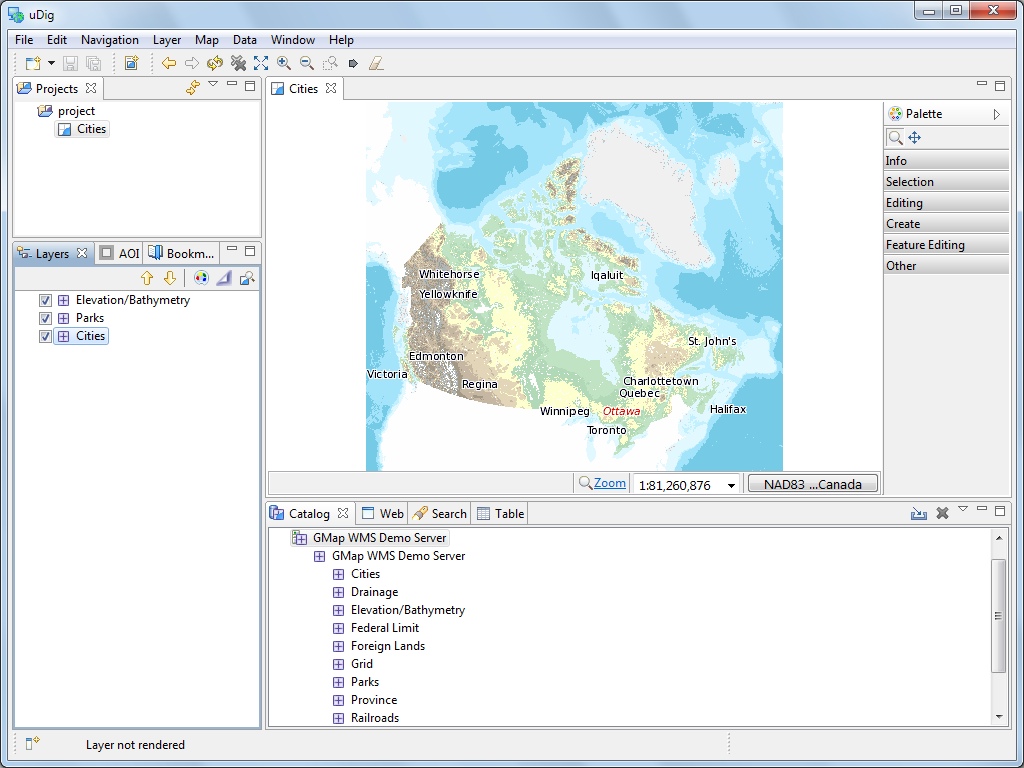 uDig
File Edit Navigation Layer Map Data Window Help
Projects
project
Cities
Layers AOI Bookm...
Elevation/Bathymetry
Parks
Cities
Cities
Whitehorse
Yellowknife
Iqaluit
Edmonton
Victoria
Regina
Winnipeg
St. John's
Charlottetown
Quebec
Ottawa
Halifax
Toronto
Zoom 1:81,260,876 NAD83 ...Canada
Palette
Info
Selection
Editing
Create
Feature Editing
Other
Catalog Web Search Table
GMap WMS Demo Server
GMap WMS Demo Server
Cities
Drainage
Elevation/Bathymetry
Federal Limit
Foreign Lands
Grid
Parks
Province
Railroads
Layer not rendered